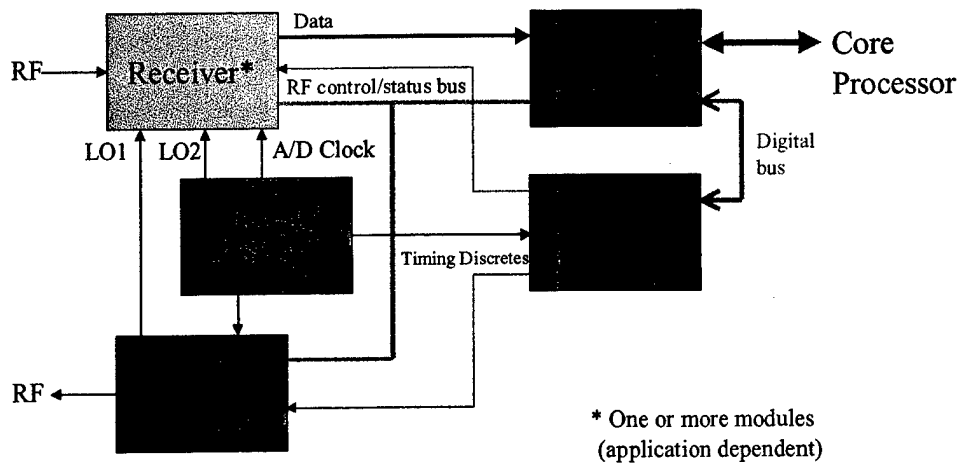 Data
RF
Receiver*
Core
Processor
RF control/status bus
LO1
LO2
A/D Clock
Digital
bus
Timing Discretes
RF
* One or more modules
(application dependent)